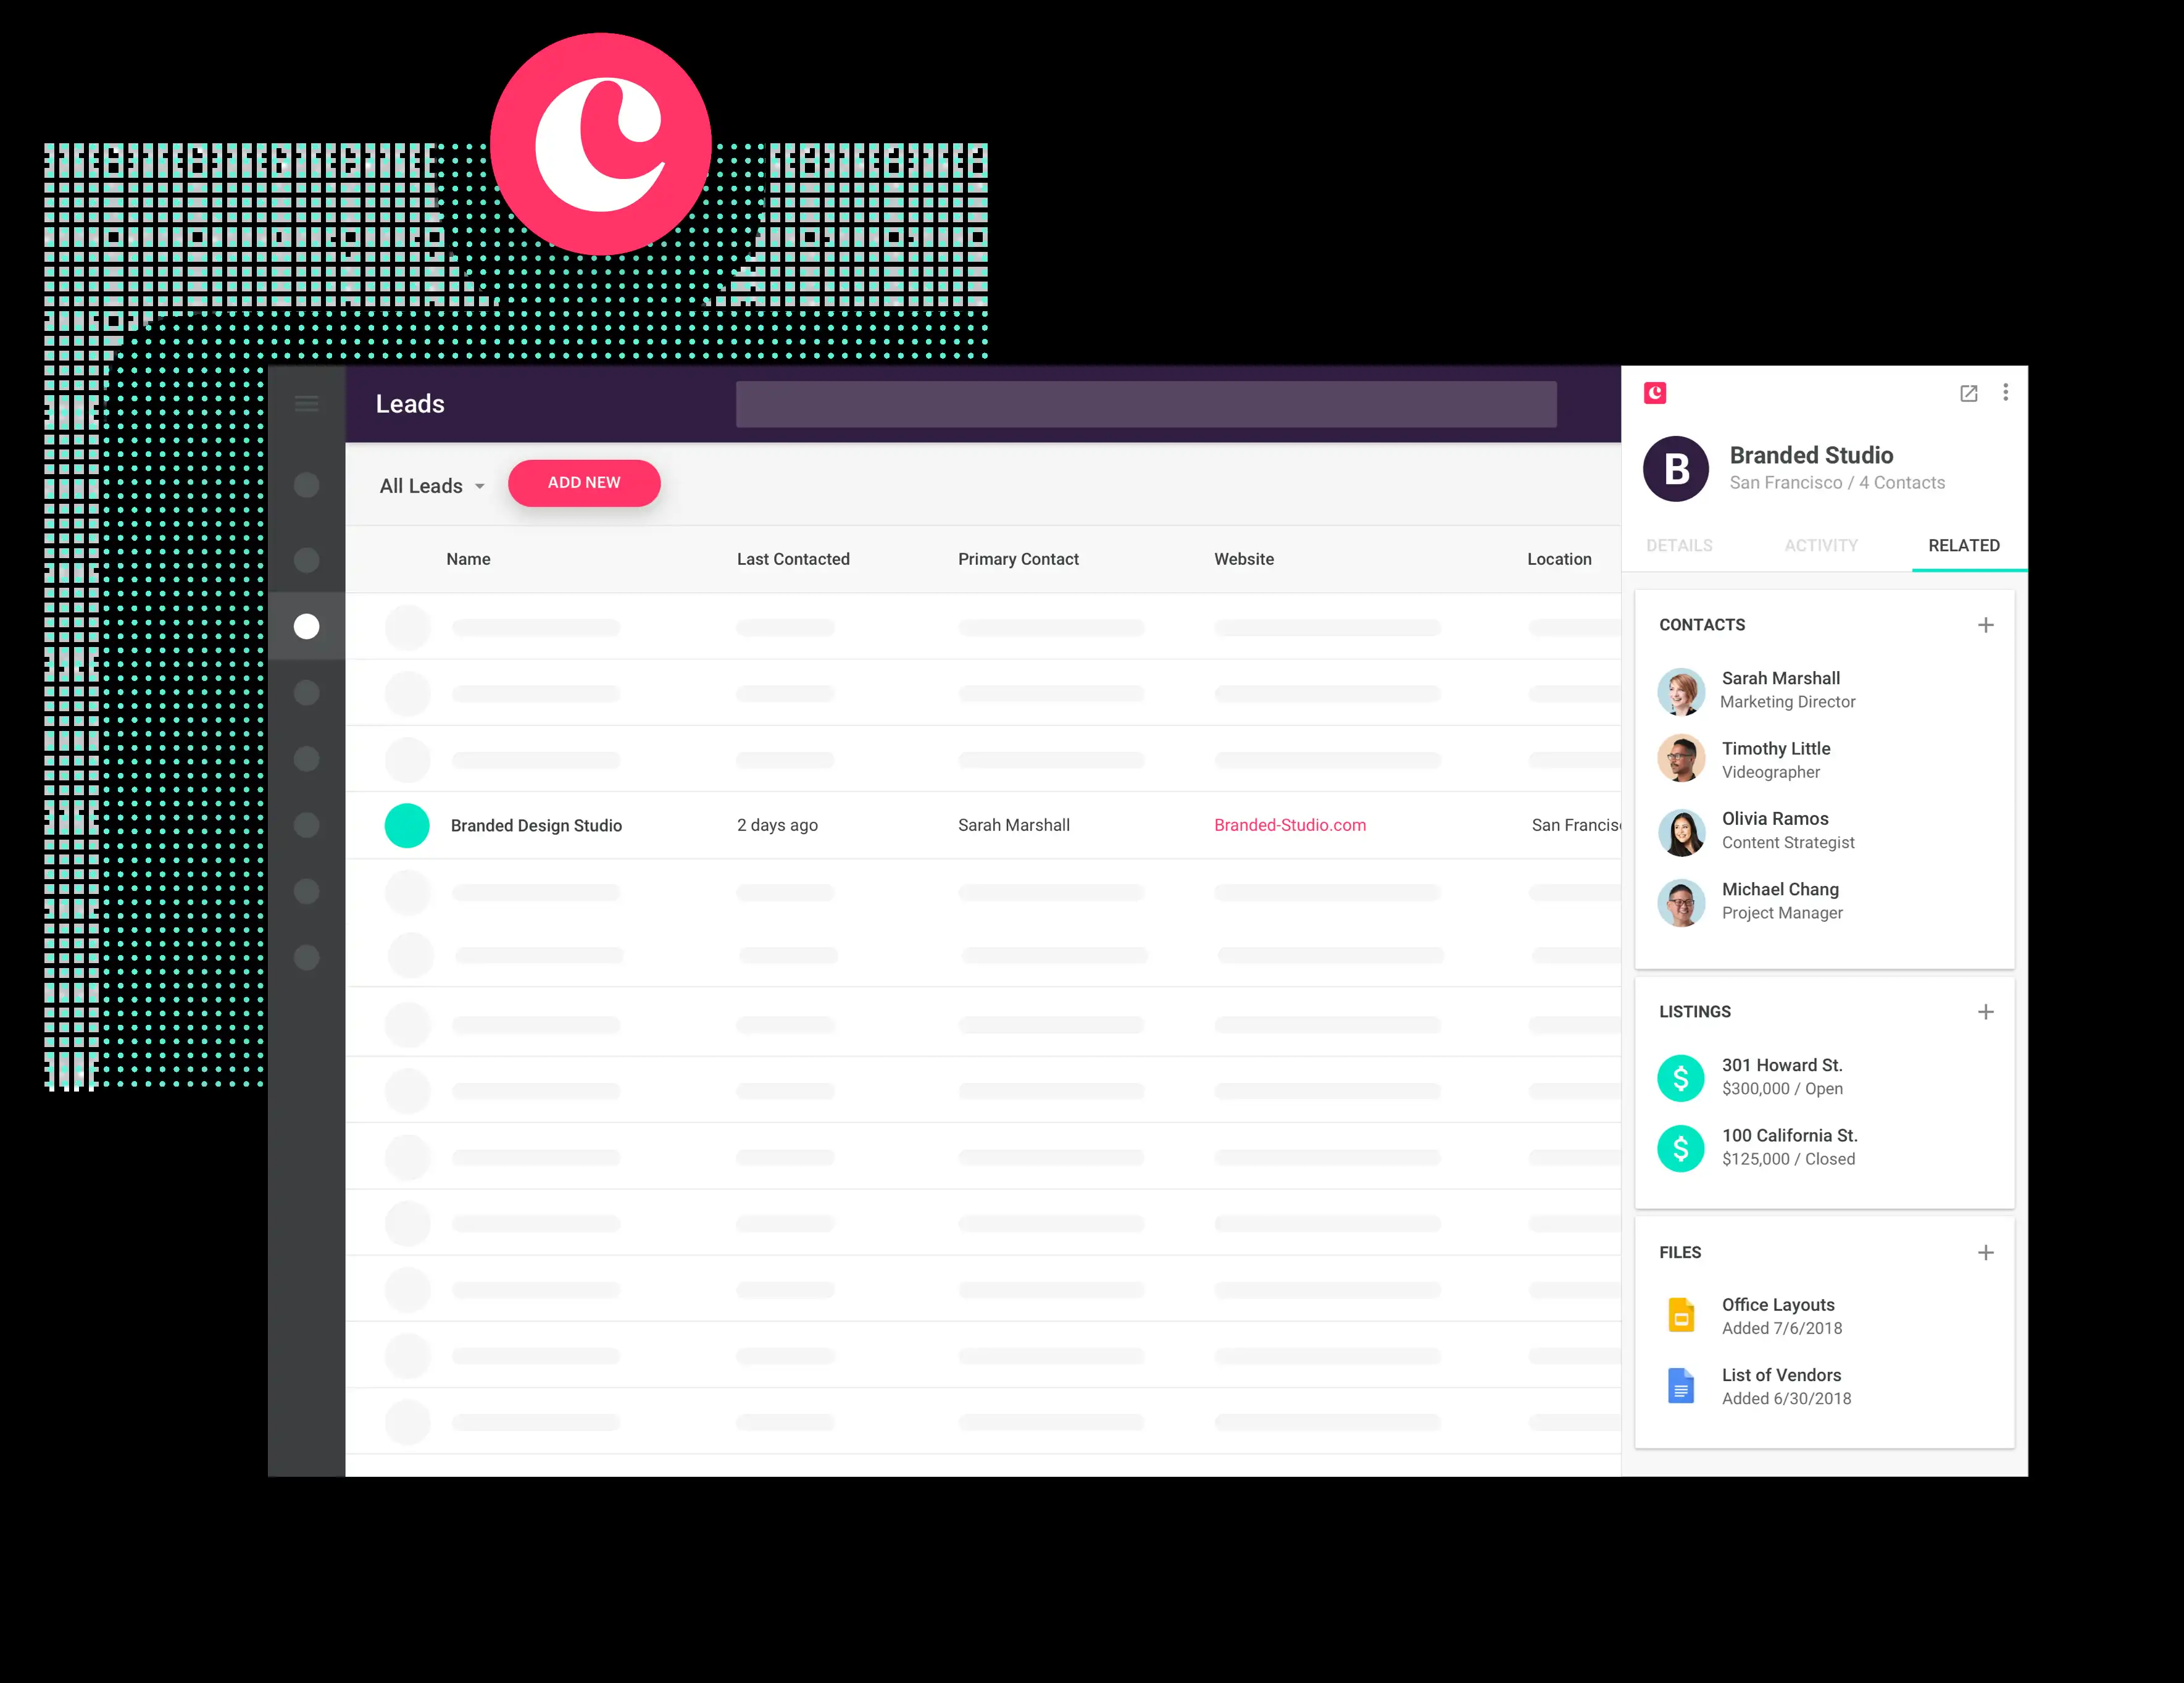 Leads
All Leads
ADD NEW
Name Last Contacted Primary Contact Website Location
Branded Design Studio 2 days ago Sarah Marshall Branded-Studio.com San Francisc
B
Branded Studio
San Francisco / 4 Contacts
DETAILS ACTIVITY RELATED
CONTACTS
Sarah Marshall
Marketing Director
Timothy Little
Videographer
Olivia Ramos
Content Strategist
Michael Chang
Project Manager
LISTINGS
$ 301 Howard St.
$300,000 / Open
$ 100 California St.
$125,000 / Closed
FILES
Office Layouts
Added 7/6/2018
List of Vendors
Added 6/30/2018